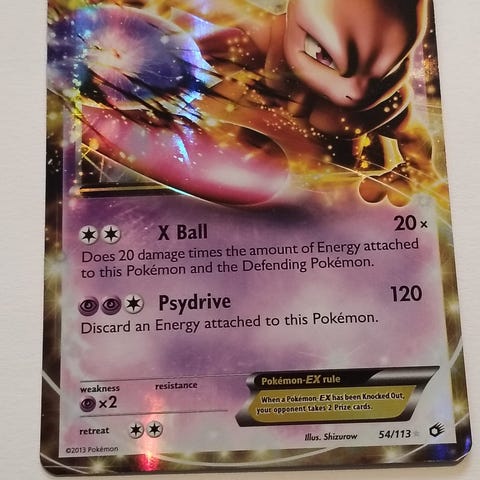 X Ball 20×
Does 20 damage times the amount of Energy attached
to this Pokémon and the Defending Pokémon.
Psydrive 120
Discard an Energy attached to this Pokémon.
weakness resistance
×2
retreat
Pokémon-EX rule
When a Pokémon-EX has been Knocked Out,
your opponent takes 2 Prize cards.
Illus. Shizurow 54/113
©2013 Pokémon